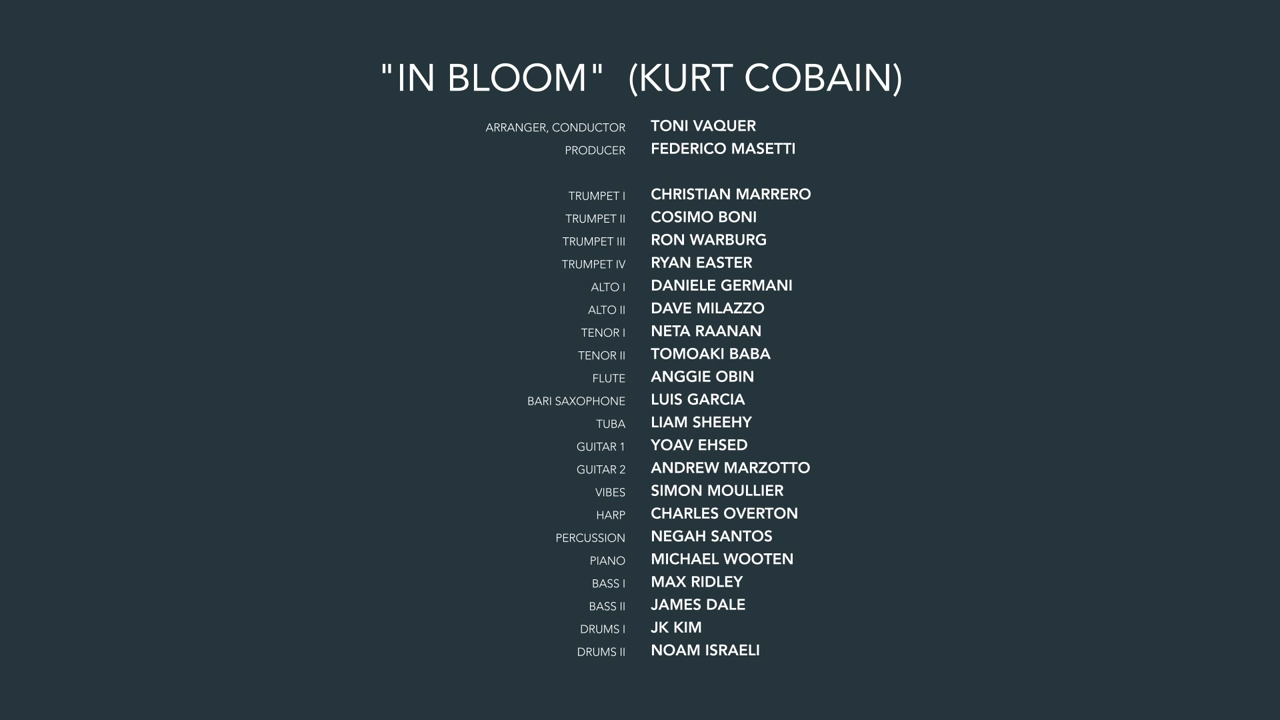 "IN BLOOM" (KURT COBAIN)
ARRANGER, CONDUCTOR TONI VAQUER
PRODUCER FEDERICO MASETTI
TRUMPET I CHRISTIAN MARRERO
TRUMPET II COSIMO BONI
TRUMPET III RON WARBURG
TRUMPET IV RYAN EASTER
ALTO I DANIELE GERMANI
ALTO II DAVE MILAZZO
TENOR I NETA RAANAN
TENOR II TOMOAKI BABA
FLUTE ANGGIE OBIN
BARI SAXOPHONE LUIS GARCIA
TUBA LIAM SHEEHY
GUITAR 1 YOAV EHSED
GUITAR 2 ANDREW MARZOTTO
VIBES SIMON MOULLIER
HARP CHARLES OVERTON
PERCUSSION NEGAH SANTOS
PIANO MICHAEL WOOTEN
BASS I MAX RIDLEY
BASS II JAMES DALE
DRUMS I JK KIM
DRUMS II NOAM ISRAELI